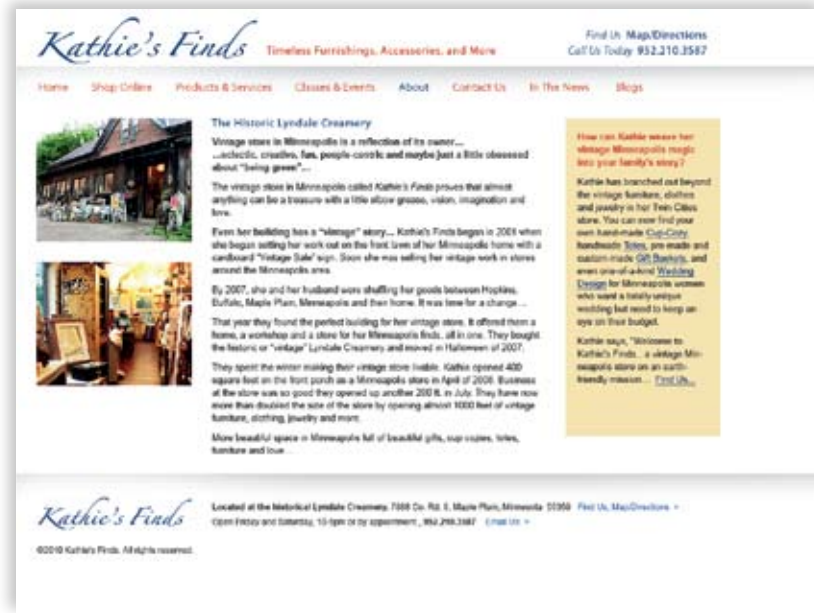 Kathie's Finds
Timeless Furnishings, Accessories, and More
Find Us Map/Directions
Call Us Today 952.210.3587
Home Shop Online Products & Services Classes & Events About Contact Us In The News Blogs
The Historic Lyndale Creamery
Vintage store in Minneapolis is a reflection of its owner...
...eclectic, creative, fun, people-centric and maybe just a little obsessed
about "being green"...
The vintage store in Minneapolis called Kathie's Finds proves that almost
anything can be a treasure with a little elbow grease, vision, imagination and
love.
Even her building has a "vintage" story... Kathie's Finds began in when
she began setting her work out on the front lawn of her Minneapolis home with a
cardboard "Vintage Sale" sign. Soon she was selling her vintage work in stores
around the Minneapolis area.
By 2007, she and her husband were shuffling her goods between Hopkins,
Buffalo, Maple Plain, Minneapolis and their home. It was time for a change...
That year they found the perfect building for her vintage store. It offered them a
home, a workshop and a store for her Minneapolis finds, all in one. They bought
the historic or "vintage" Lyndale Creamery and moved in Halloween of 2007.
They spent the winter making their vintage store livable. Kathie opened 400
square feet on the front porch as a Minneapolis store in April of 2008. Business
at the store was so good they opened up another 200 ft. in July. They have now
more than doubled the size of the store by opening almost 1000 feet of vintage
furniture, clothing, jewelry and more.
More beautiful space in Minneapolis full of beautiful gifts, cup cozies, totes,
furniture and love...
How can Kathie weave her
vintage Minneapolis magic
into your family's story?
Kathie has branched out beyond
the vintage furniture, clothes
and jewelry in her Twin Cities
store. You can now find your
own hand-made Cup-Cozy,
handmade Totes, pre-made and
custom-made Gift Baskets, and
even one-of-a-kind Wedding
Design for Minneapolis women
who want a totally unique
wedding but need to keep an
eye on their budget.
Kathie says, "Welcome to
Kathie's Finds... a vintage Min-
neapolis store on an earth-
friendly mission... Find Us...
Kathie's Finds
Located at the historical Lyndale Creamery, Co. Rd. 6, Maple Plain, Minnesota Find Us, Map/Directions »
Open Friday and Saturday, or by appointment, 952.210.3587 Email Us »
©2010 Kathie's Finds. All rights reserved.